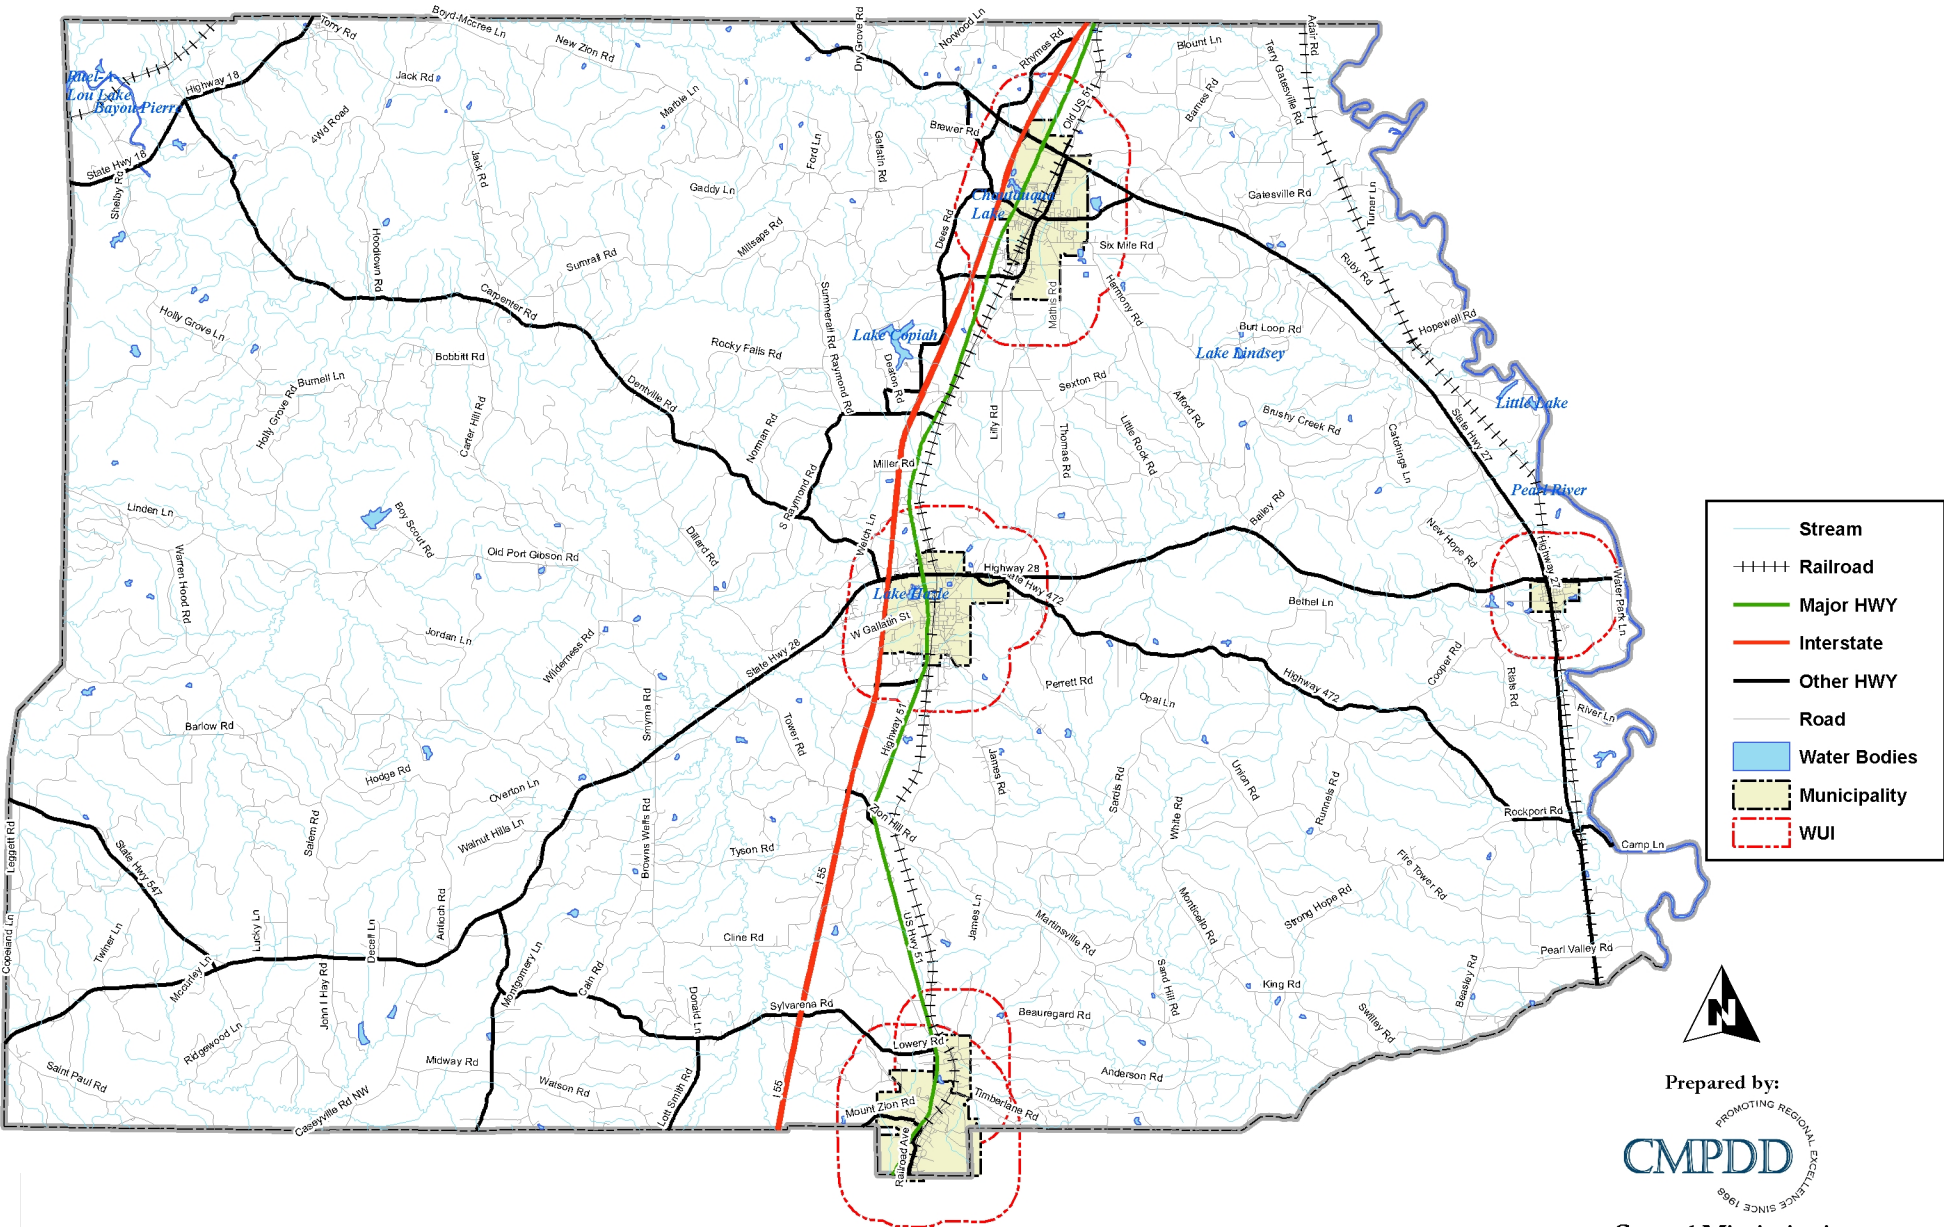 Torry Rd
Boyd-Mccree Ln
New Zion Rd
Dry Grove Rd
Norwood Ln
Rhymes Rd
Blount Ln
Adair Rd
Terry Gatesville Rd
Lou Lake
Bayou Pierre
Highway 18
Jack Rd
4Wd Road
Marble Ln
Ford Ln
Gallatin Rd
Brewer Rd
Old US 51
Barnes Rd
State Hwy 18
Shelby Rd
Jack Rd
Gaddy Ln
Chautauqua
Lake
Gatesville Rd
Turner Ln
Hoodtown Rd
Sumrall Rd
Millsaps Rd
Dees Rd
Six Mile Rd
Ruby Rd
Carpenter Rd
Holly Grove Ln
Summerall Rd
Mathis Rd
Harmony Rd
Burt Loop Rd
Hopewell Rd
Lake Copiah
Lake Lindsey
Rocky Falls Rd
Bobbitt Rd
Burnell Ln
Holly Grove Rd
Dentville Rd
Raymond Rd
Deaton Rd
Sexton Rd
Alford Rd
Little Lake
Carter Hill Rd
Norman Rd
Lilly Rd
Thomas Rd
Little Rock Rd
Brushy Creek Rd
Catchings Ln
State Hwy 27
Miller Rd
S Raymond Rd
Pearl River
Linden Ln
Boy Scout Rd
Old Port Gibson Rd
Dillard Rd
Welch Ln
Bailey Rd
New Hope Rd
Highway 27
Warren Hood Rd
Highway 28
State Hwy 472
Lake Hazle
W Gallatin St
Bethel Ln
Water Park Ln
Jordan Ln
Wilderness Rd
State Hwy 28
Perrett Rd
Opal Ln
Highway 472
Cooper Rd
Rials Rd
River Ln
Barlow Rd
Smyrna Rd
Tower Rd
Highway 51
Hodge Rd
Overton Ln
James Rd
Sardis Rd
Union Rd
Runnels Rd
Leggett Rd
State Hwy 547
Salem Rd
Walnut Hills Ln
Browns Wells Rd
Tyson Rd
Zion Hill Rd
White Rd
Rockport Rd
Camp Ln
I 55
Fire Tower Rd
Copeland Ln
Twiner Ln
Lucky Ln
Decell Ln
Antioch Rd
Cline Rd
US Hwy 51
James Ln
Martinsville Rd
Monticello Rd
Strong Hope Rd
Pearl Valley Rd
Mccurley Ln
John I Hay Rd
Montgomery Ln
Cain Rd
Donald Ln
Sylvarena Rd
Beauregard Rd
Sand Hill Rd
King Rd
Beasley Rd
Swilley Rd
Ridgewood Ln
Saint Paul Rd
Midway Rd
Watson Rd
Lowery Rd
Anderson Rd
Caseyville Rd NW
Lott Smith Rd
I 55
Mount Zion Rd
Timberlane Rd
Railroad Ave
Stream
Railroad
Major HWY
Interstate
Other HWY
Road
Water Bodies
Municipality
WUI
N
Prepared by:
PROMOTING REGIONAL EXCELLENCE SINCE 1968
CMPDD